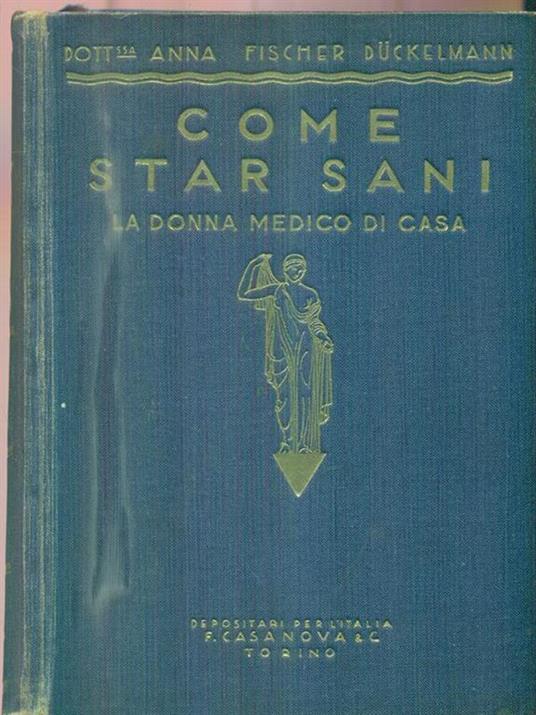 DOTT.SSA ANNA FISCHER DÜCKELMANN
COME
STAR SANI
LA DONNA MEDICO DI CASA
DEPOSITARI PER L'ITALIA
F. CASANOVA & C.
TORINO